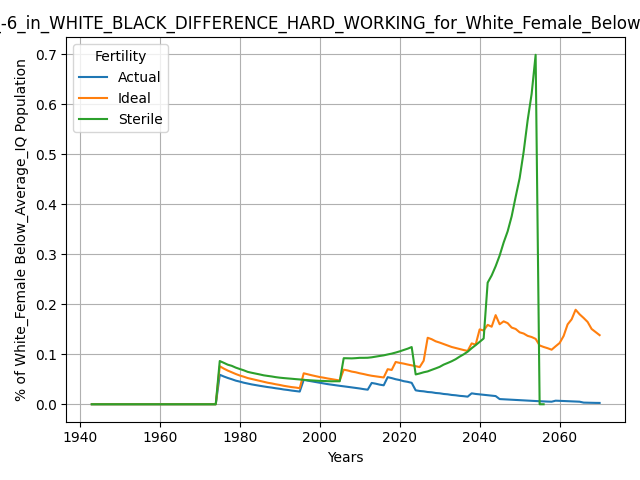 _-6_in_WHITE_BLACK_DIFFERENCE_HARD_WORKING_for_White_Female_Below_
Fertility
Actual
Ideal
Sterile
% of White_Female Below_Average_IQ Population
0.7
0.6
0.5
0.4
0.3
0.2
0.1
0.0
1940 1960 1980 2000 2020 2040 2060
Years